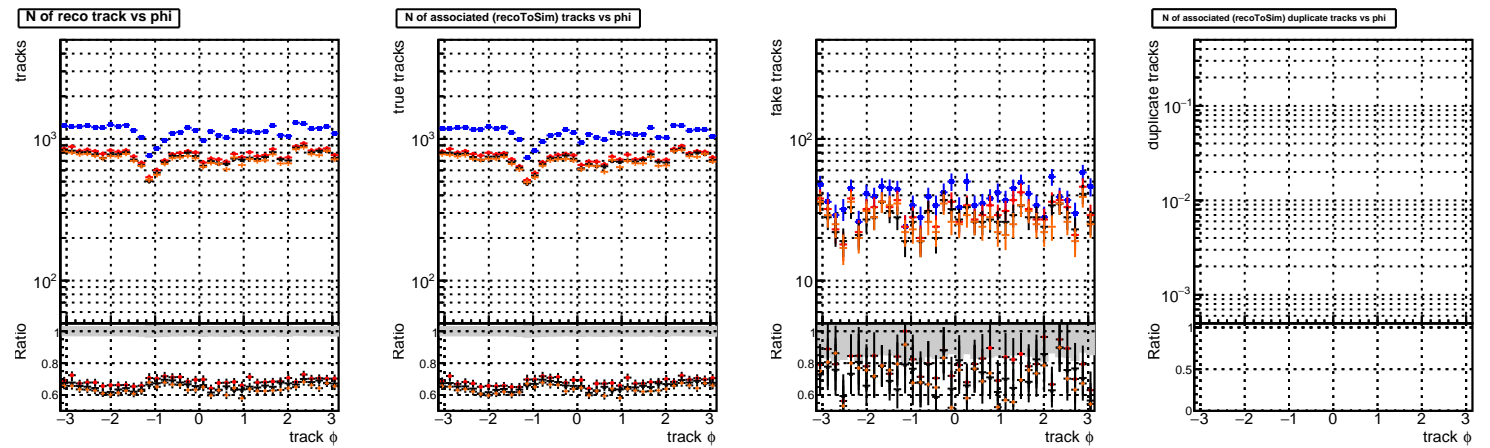 N of reco track vs phi
tracks
10³
10²
Ratio
1
0.8
0.6
−3 −2 −1 0 1 2 3
track ϕ
N of associated (recoToSim) tracks vs phi
true tracks
10³
10²
Ratio
1
0.8
0.6
−3 −2 −1 0 1 2 3
track ϕ
fake tracks
10²
10
Ratio
1
0.8
0.6
−3 −2 −1 0 1 2 3
track ϕ
N of associated (recoToSim) duplicate tracks vs phi
duplicate tracks
10⁻¹
10⁻²
10⁻³
Ratio
1
0.5
0
−3 −2 −1 0 1 2 3
track ϕ